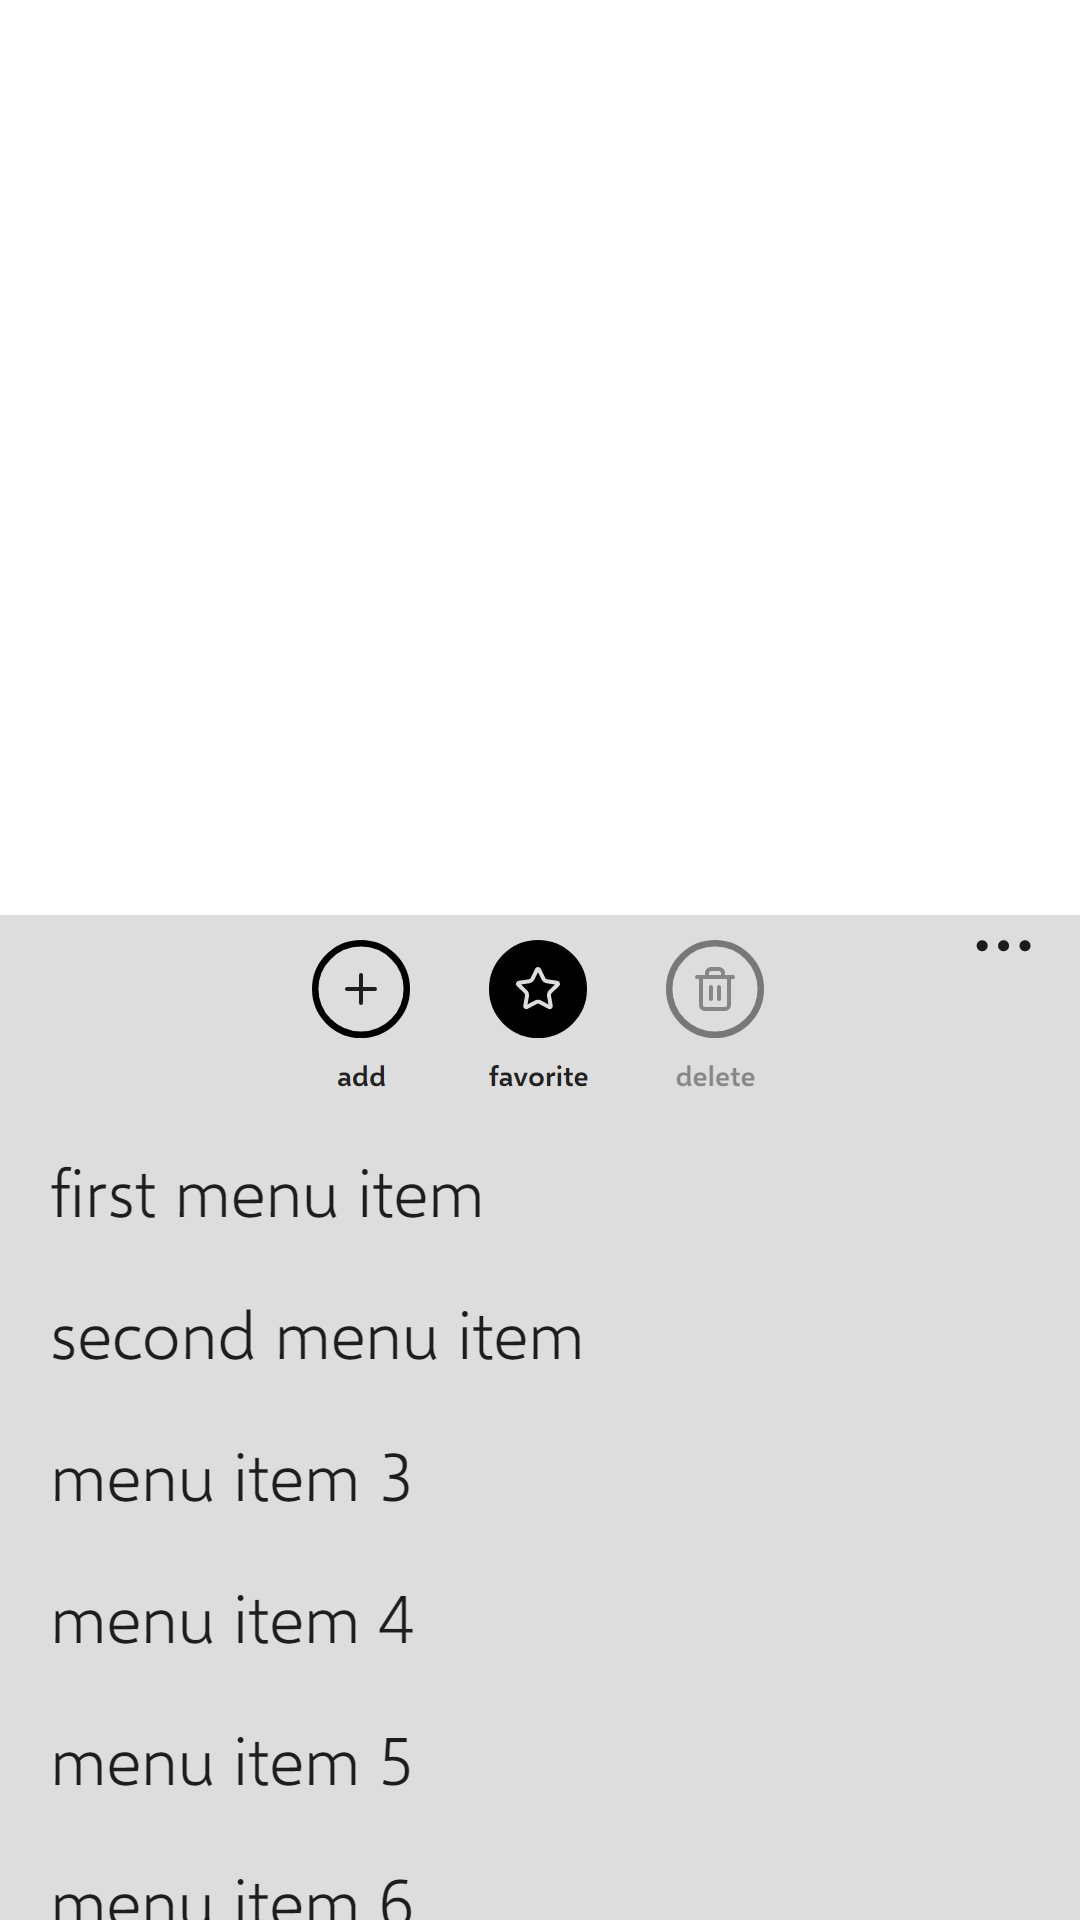 add favorite delete
first menu item
second menu item
menu item 3
menu item 4
menu item 5
menu item 6